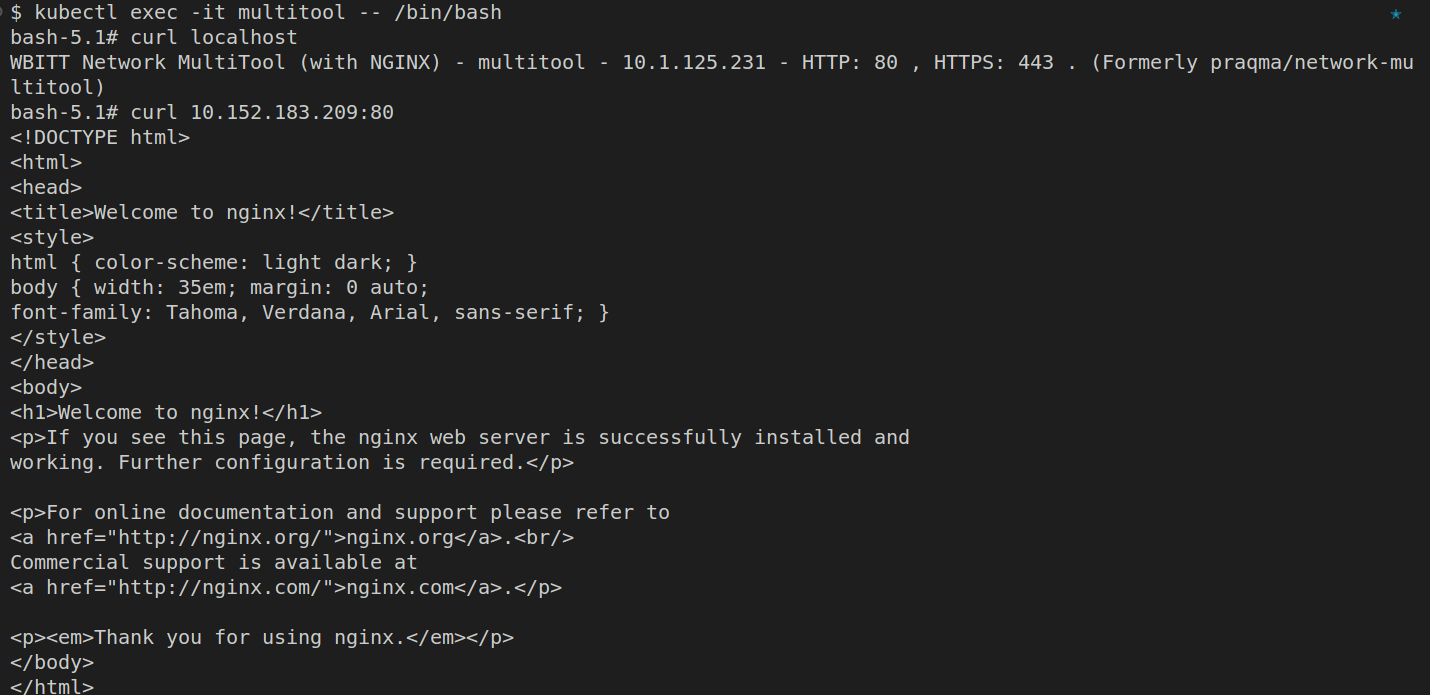 $ kubectl exec -it multitool -- /bin/bash
bash-5.1# curl localhost
WBITT Network MultiTool (with NGINX) - multitool - 10.1.125.231 - HTTP: 80 , HTTPS: 443 . (Formerly praqma/network-mu
ltitool)
bash-5.1# curl 10.152.183.209:80
<!DOCTYPE html>
<html>
<head>
<title>Welcome to nginx!</title>
<style>
html { color-scheme: light dark; }
body { width: 35em; margin: 0 auto;
font-family: Tahoma, Verdana, Arial, sans-serif; }
</style>
</head>
<body>
<h1>Welcome to nginx!</h1>
<p>If you see this page, the nginx web server is successfully installed and
working. Further configuration is required.</p>

<p>For online documentation and support please refer to
<a href="http://nginx.org/">nginx.org</a>.<br/>
Commercial support is available at
<a href="http://nginx.com/">nginx.com</a>.</p>

<p><em>Thank you for using nginx.</em></p>
</body>
</html>